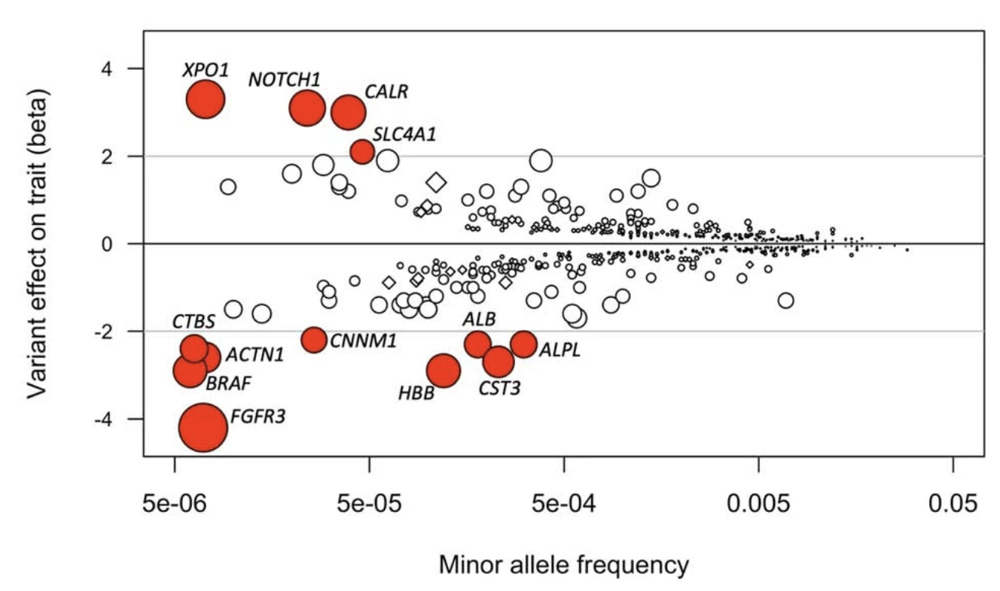 Variant effect on trait (beta)
4
2
0
-2
-4
XPO1
NOTCH1
CALR
SLC4A1
CTBS
ACTN1
BRAF
FGFR3
CNNM1
ALB
ALPL
CST3
HBB
5e-06 5e-05 5e-04 0.005 0.05
Minor allele frequency